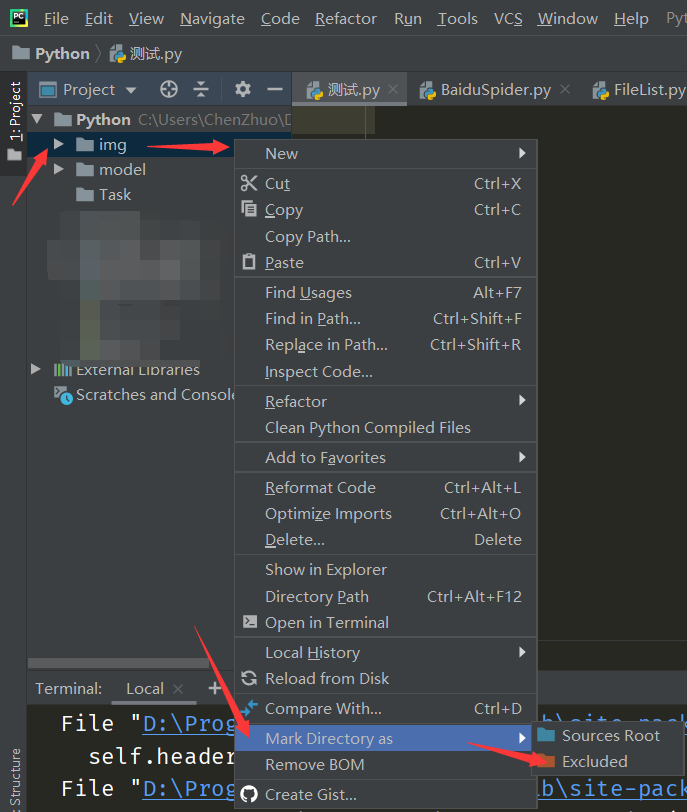 PC File Edit View Navigate Code Refactor Run Tools VCS Window Help Pyt
Python 测试.py
1: Project
Project 测试.py BaiduSpider.py FileList.py
Python C:\Users\ChenZhuo\D
img
model
Task
External Libraries
Scratches and Console
New
Cut Ctrl+X
Copy Ctrl+C
Copy Path...
Paste Ctrl+V
Find Usages Alt+F7
Find in Path... Ctrl+Shift+F
Replace in Path... Ctrl+Shift+R
Inspect Code...
Refactor
Clean Python Compiled Files
Add to Favorites
Reformat Code Ctrl+Alt+L
Optimize Imports Ctrl+Alt+O
Delete... Delete
Show in Explorer
Directory Path Ctrl+Alt+F12
Open in Terminal
Local History
Reload from Disk
Compare With... Ctrl+D
Mark Directory as
Remove BOM
Create Gist...
Sources Root
Excluded
Terminal: Local +
File "D:\Prog b\site-pack
self.header
File "D:\Prog b\site-pack
: Structure